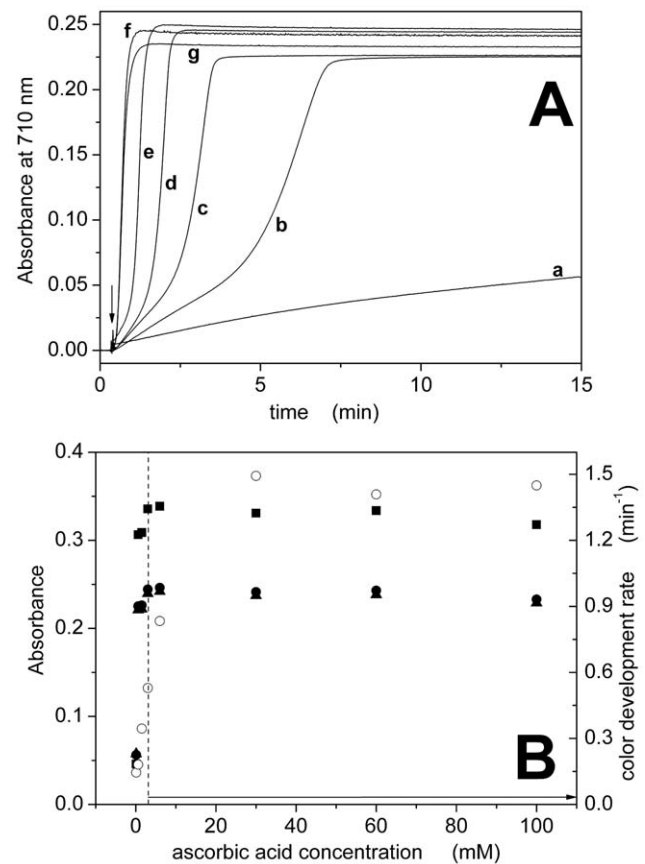 0.25
0.20
0.15
0.10
0.05
0.00
Absorbance at 710 nm
f
g
e
d
c
b
a
A
0
5
10
15
time (min)
0.4
0.3
0.2
0.1
0.0
Absorbance
1.5
1.2
0.9
0.6
0.3
0.0
color development rate (min⁻¹)
B
0
20
40
60
80
100
ascorbic acid concentration (mM)